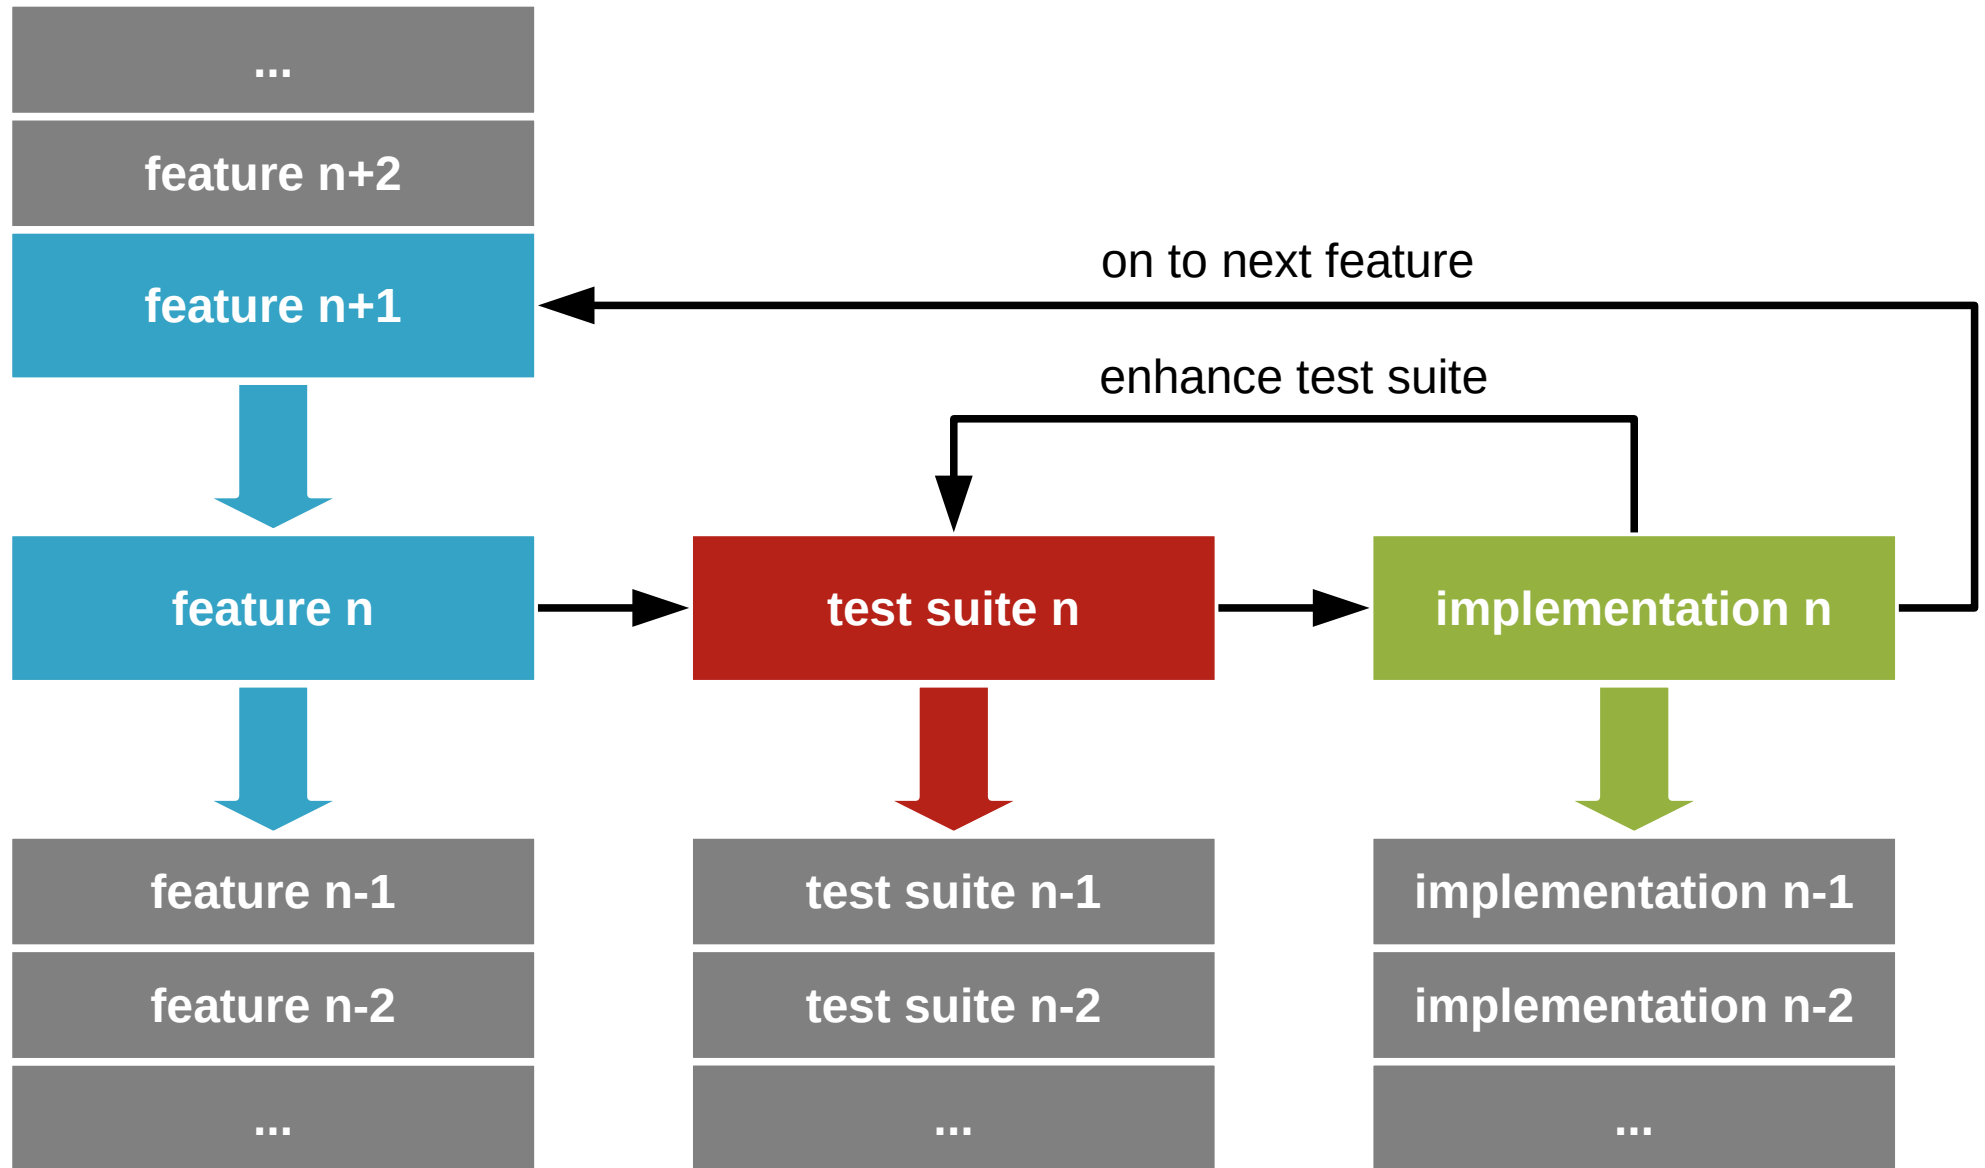 ...
feature n+2
feature n+1
on to next feature
enhance test suite
feature n
test suite n
implementation n
feature n-1
test suite n-1
implementation n-1
feature n-2
test suite n-2
implementation n-2
...
...
...